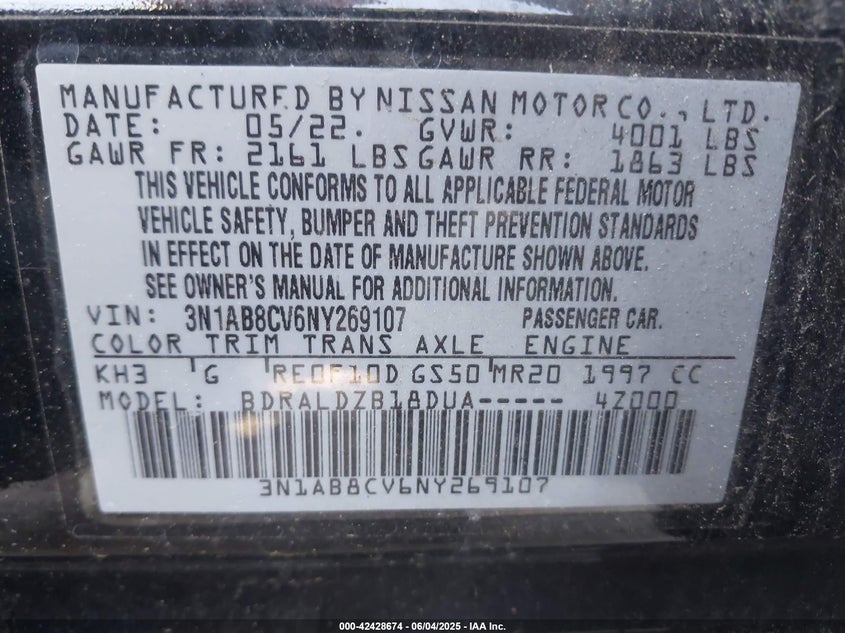 MANUFACTURED BY NISSAN MOTOR CO., LTD.
DATE: 05/22. GVWR: 4001 LBS
GAWR FR: 2161 LBS GAWR RR: 1863 LBS
THIS VEHICLE CONFORMS TO ALL APPLICABLE FEDERAL MOTOR
VEHICLE SAFETY, BUMPER AND THEFT PREVENTION STANDARDS
IN EFFECT ON THE DATE OF MANUFACTURE SHOWN ABOVE.
SEE OWNER'S MANUAL FOR ADDITIONAL INFORMATION.
VIN: 3N1AB8CV6NY269107 PASSENGER CAR.
COLOR TRIM TRANS AXLE ENGINE
KH3 G RE0F10D GS50 MR20 1997 CC
MODEL: BDRALDZB18DUA----- 4Z000
3N1AB8CV6NY269107
000-42428674 - 06/04/2025 - IAA Inc.